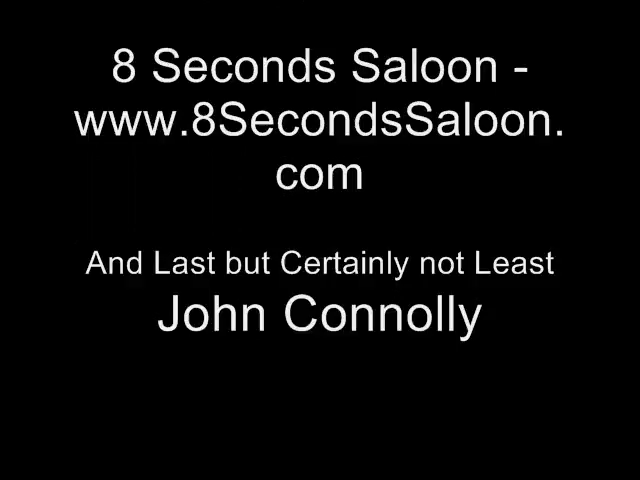 8 Seconds Saloon -
www.8SecondsSaloon.
com
And Last but Certainly not Least
John Connolly